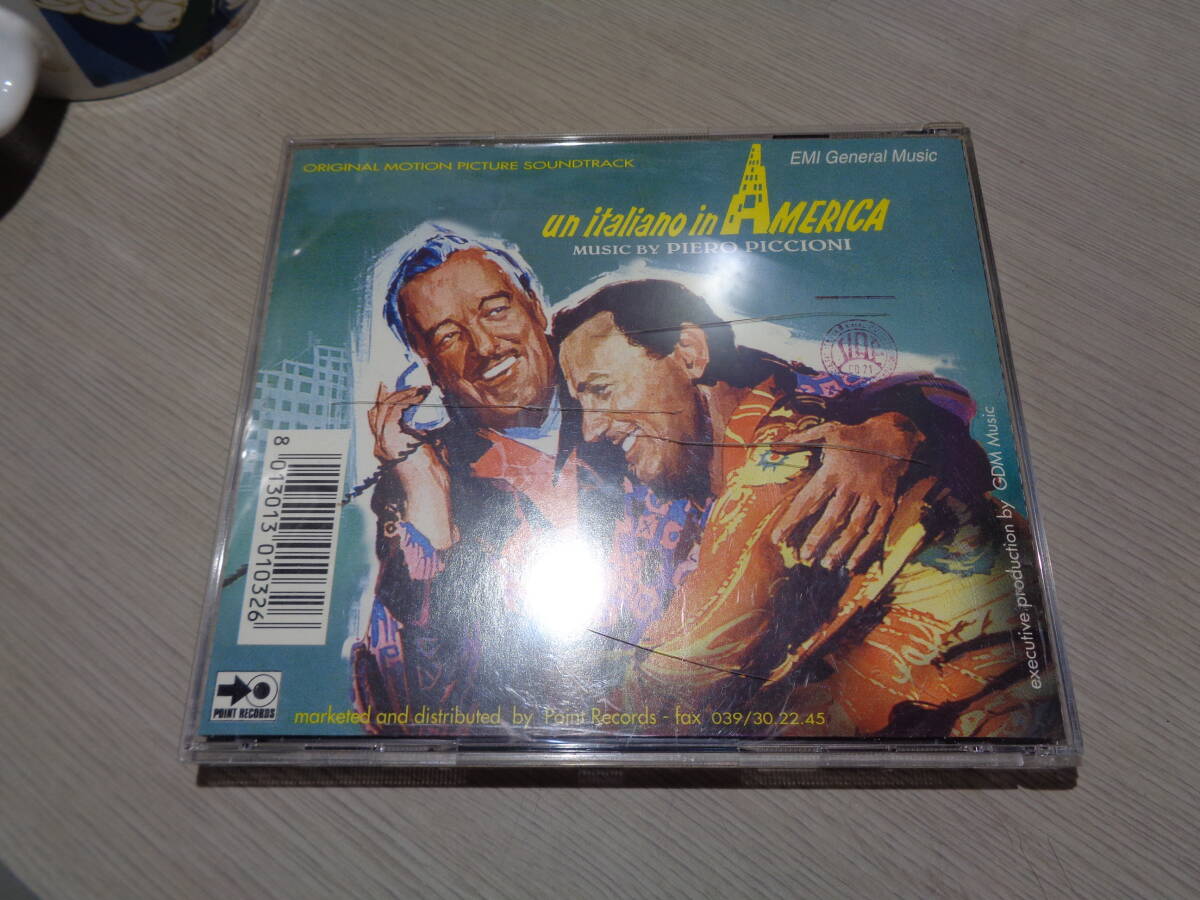 ORIGINAL MOTION PICTURE SOUNDTRACK
EMI General Music
un italiano in AMERICA
MUSIC BY PIERO PICCIONI
8 013013 010326
executive production by GDM Music
POINT RECORDS
marketed and distributed by Point Records - fax 039/30.22.45